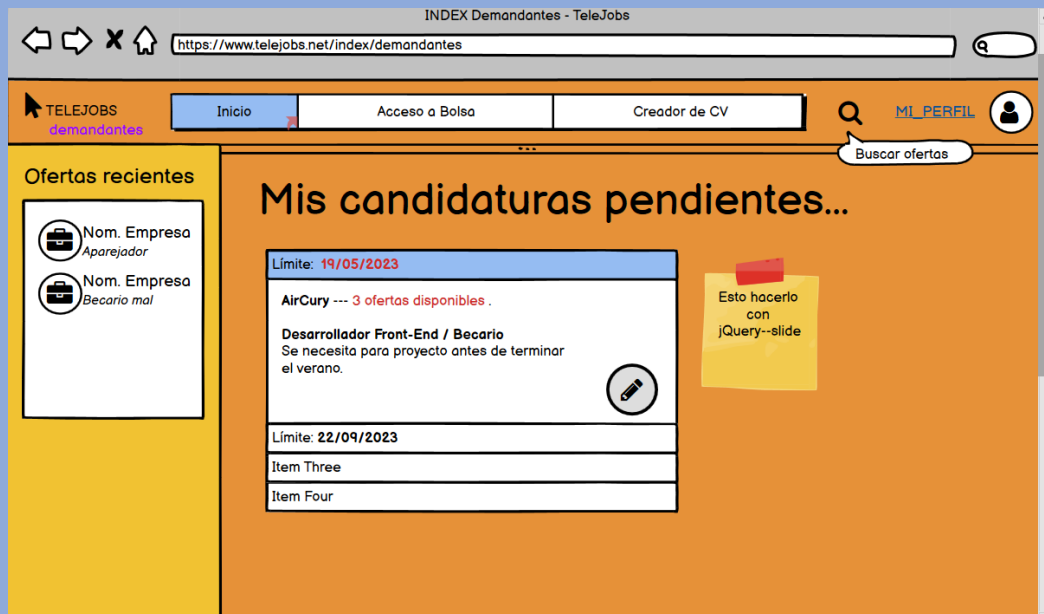 INDEX Demandantes - TeleJobs
https://www.telejobs.net/index/demandantes
TELEJOBS
demandantes
Inicio
Acceso a Bolsa
Creador de CV
MI_PERFIL
Buscar ofertas
Ofertas recientes
Nom. Empresa
Aparejador
Nom. Empresa
Becario mal
Mis candidaturas pendientes...
Límite: 19/05/2023
AirCury --- 3 ofertas disponibles .
Desarrollador Front-End / Becario
Se necesita para proyecto antes de terminar
el verano.
Límite: 22/09/2023
Item Three
Item Four
Esto hacerlo
con
jQuery--slide